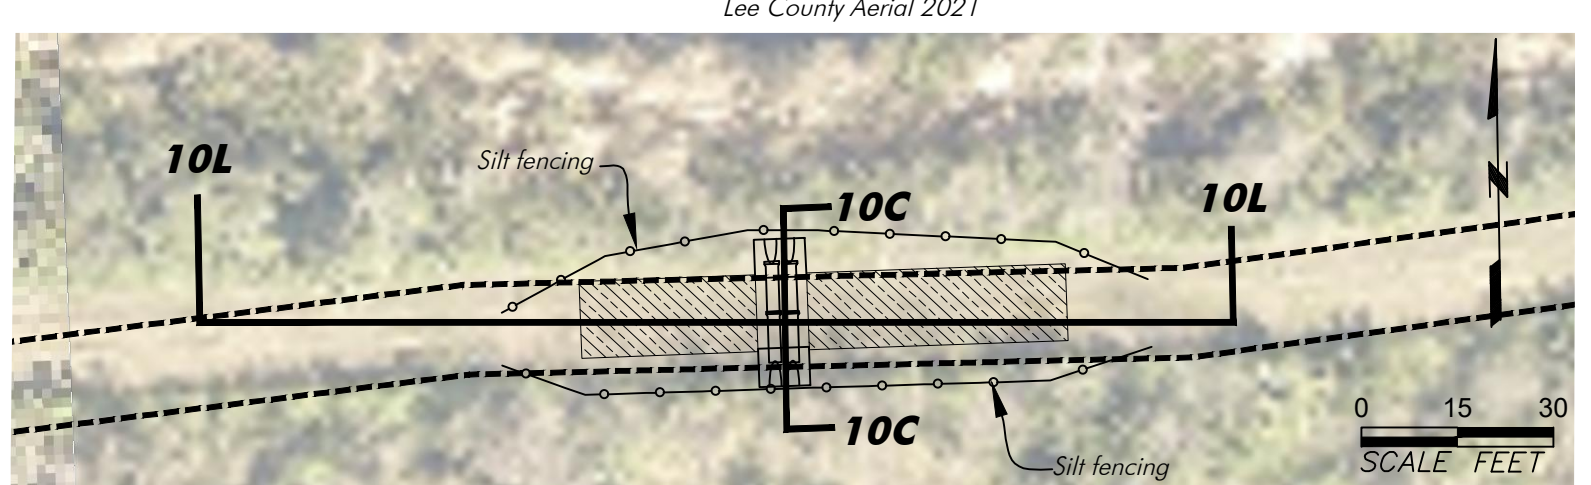 Lee County Aerial 2021
10L
Silt fencing
10C
10L
N
10C
Silt fencing
0 15 30
SCALE FEET